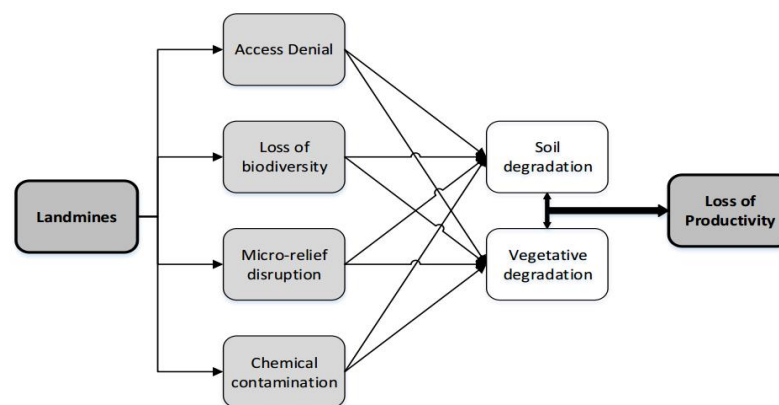 Landmines
Access Denial
Loss of
biodiversity
Micro-relief
disruption
Chemical
contamination
Soil
degradation
Vegetative
degradation
Loss of
Productivity